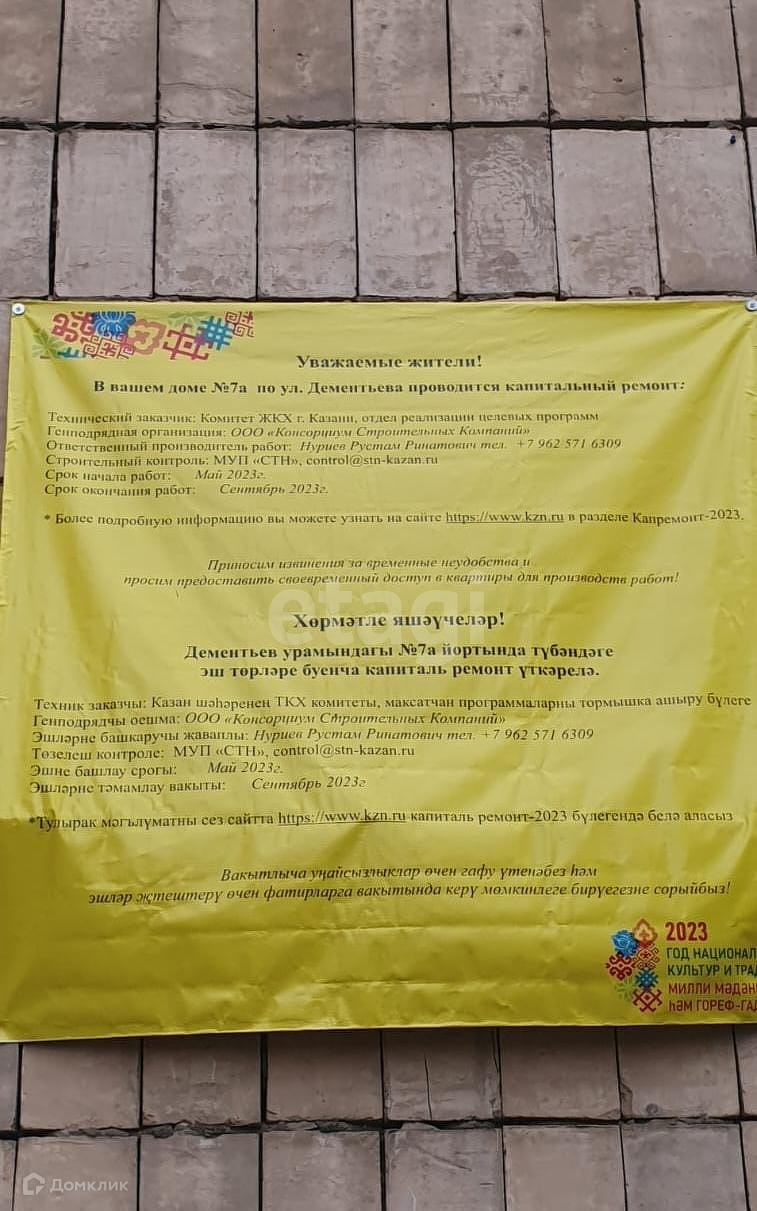 Уважаемые жители!
В вашем доме №7а по ул. Дементьева проводится капитальный ремонт:
Технический заказчик: Комитет ЖКХ г. Казани, отдел реализации целевых программ
Генподрядная организация: ООО «Консорциум Строительных Компаний»
Ответственный производитель работ: Нуриев Рустам Ринатович тел. +7 962 571 6309
Строительный контроль: МУП «СТН», control@stn-kazan.ru
Срок начала работ: Май 2023г.
Срок окончания работ: Сентябрь 2023г.
* Более подробную информацию вы можете узнать на сайте https://www.kzn.ru в разделе Капремонт-2023.
Приносим извинения за временные неудобства и
просим предоставить своевременный доступ в квартиры для производств работ!
etagi
Хөрмәтле яшәүчеләр!
Дементьев урамындагы №7а йортында түбәндәге
эш төрләре буенча капиталь ремонт үткәрелә.
Техник заказчы: Казан шәһәренең ТКХ комитеты, максатчан программаларны тормышка ашыру бүлеге
Генподрядчы оешма: ООО «Консорциум Строительных Компаний»
Эшләрне башкаручы җаваплы: Нуриев Рустам Ринатович тел. +7 962 571 6309
Төзелеш контроле: МУП «СТН», control@stn-kazan.ru
Эшне башлау срогы: Май 2023г.
Эшләрне тәмамлау вакыты: Сентябрь 2023г
*Тулырак мәгълүматны сез сайтта https://www.kzn.ru капиталь ремонт-2023 бүлегендә белә аласыз
Вакытлыча уңайсызлыклар өчен гафу үтенәбез һәм
эшләр җтештерү өчен фатирларга вакытында керү мөмкинлеге бирүегезне сорыйбыз!
2023
ГОД НАЦИОНАЛ
КУЛЬТУР И ТРАД
МИЛЛИ МӘДӘН
ҺӘМ ГОРЕФ-ГАД
Домклик